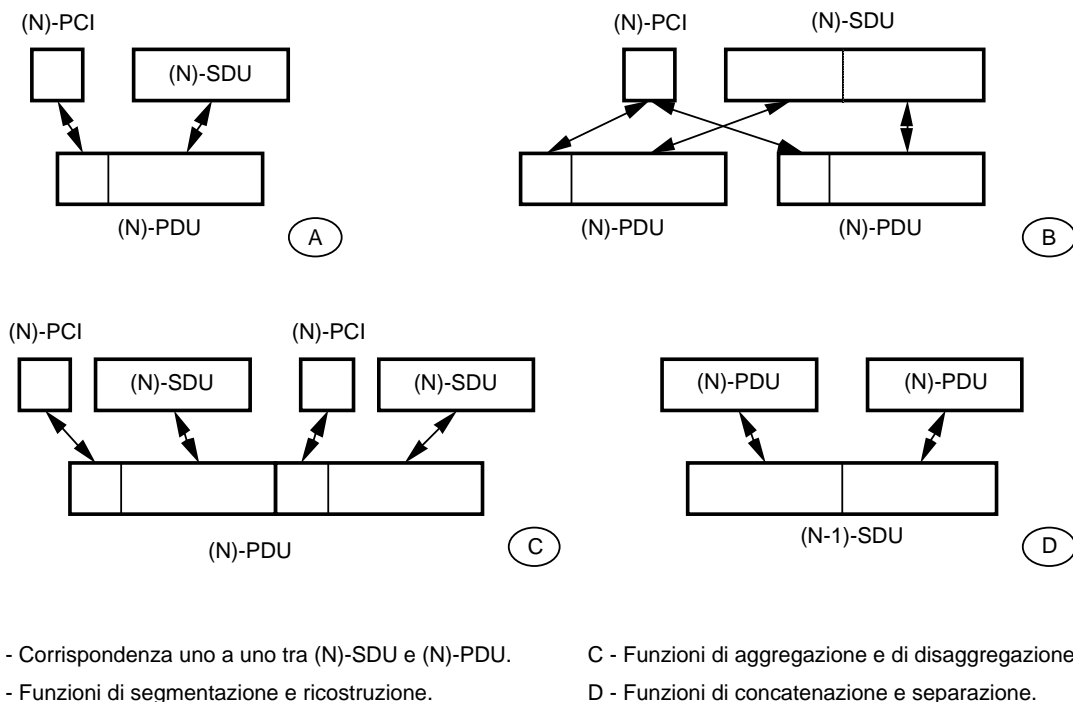 (N)-PCI
(N)-SDU
(N)-PDU
A
(N)-PCI
(N)-SDU
(N)-PDU
(N)-PDU
B
(N)-PCI
(N)-SDU
(N)-PCI
(N)-SDU
(N)-PDU
C
(N)-PDU
(N)-PDU
(N-1)-SDU
D
- Corrispondenza uno a uno tra (N)-SDU e (N)-PDU.
- Funzioni di segmentazione e ricostruzione.
C - Funzioni di aggregazione e di disaggregazione
D - Funzioni di concatenazione e separazione.